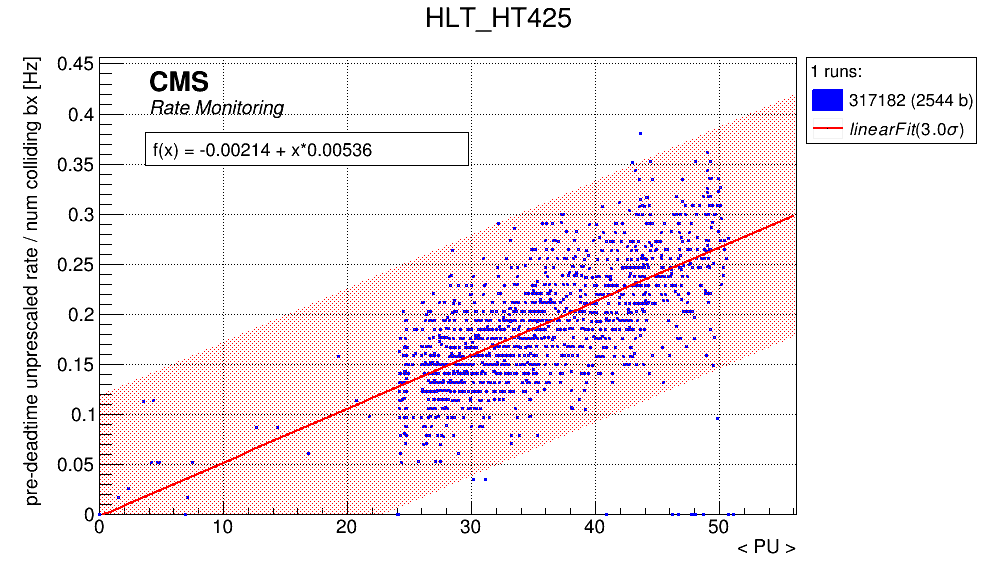 HLT_HT425
pre-deadtime unprescaled rate / num colliding bx [Hz]
0.45
0.4
0.35
0.3
0.25
0.2
0.15
0.1
0.05
0
CMS
Rate Monitoring
f(x) = -0.00214 + x*0.00536
1 runs:
317182 (2544 b)
linearFit(3.0σ)
0 10 20 30 40 50
< PU >